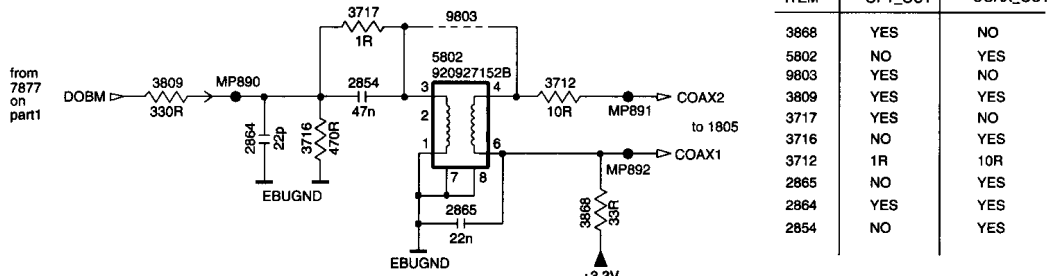 3717
1R
9803
5802
920927152B
from
7877
on
part1
DOBM
3809
330R
MP890
2854
47n
3
4
2
1
6
7
8
3712
10R
MP891
COAX2
to 1805
COAX1
MP892
2864
22p
3716
470R
EBUGND
2865
22n
EBUGND
3868
33R
3868 YES NO
5802 NO YES
9803 YES NO
3809 YES YES
3717 YES NO
3716 NO YES
3712 1R 10R
2865 NO YES
2864 YES YES
2854 NO YES